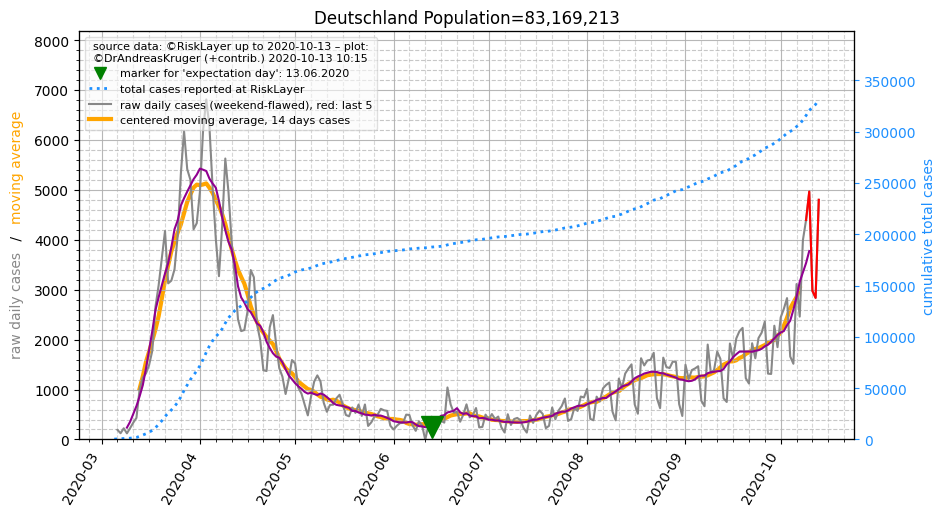 Deutschland Population=83,169,213
source data: ©RiskLayer up to 2020-10-13 – plot:
©DrAndreasKruger (+contrib.) 2020-10-13 10:15
marker for 'expectation day': 13.06.2020
total cases reported at RiskLayer
raw daily cases (weekend-flawed), red: last 5
centered moving average, 14 days cases
raw daily cases / moving average
8000
7000
6000
5000
4000
3000
2000
1000
0
350000
300000
250000
200000
150000
100000
50000
0
cumulative total cases
2020-03
2020-04
2020-05
2020-06
2020-07
2020-08
2020-09
2020-10